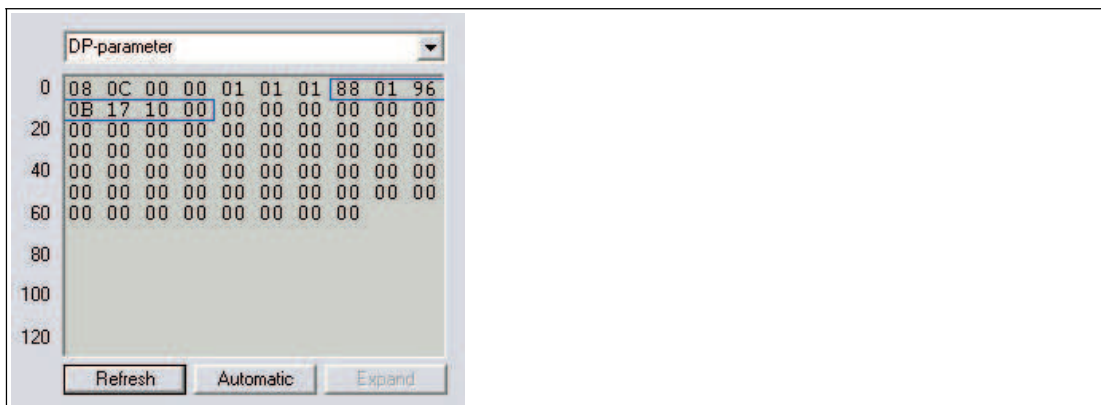 DP-parameter
0 08 0C 00 00 01 01 01 88 01 96
0B 17 10 00 00 00 00 00 00 00
20 00 00 00 00 00 00 00 00 00 00
00 00 00 00 00 00 00 00 00 00
40 00 00 00 00 00 00 00 00 00 00
00 00 00 00 00 00 00 00 00 00
60 00 00 00 00 00 00 00 00
80
100
120
Refresh Automatic Expand